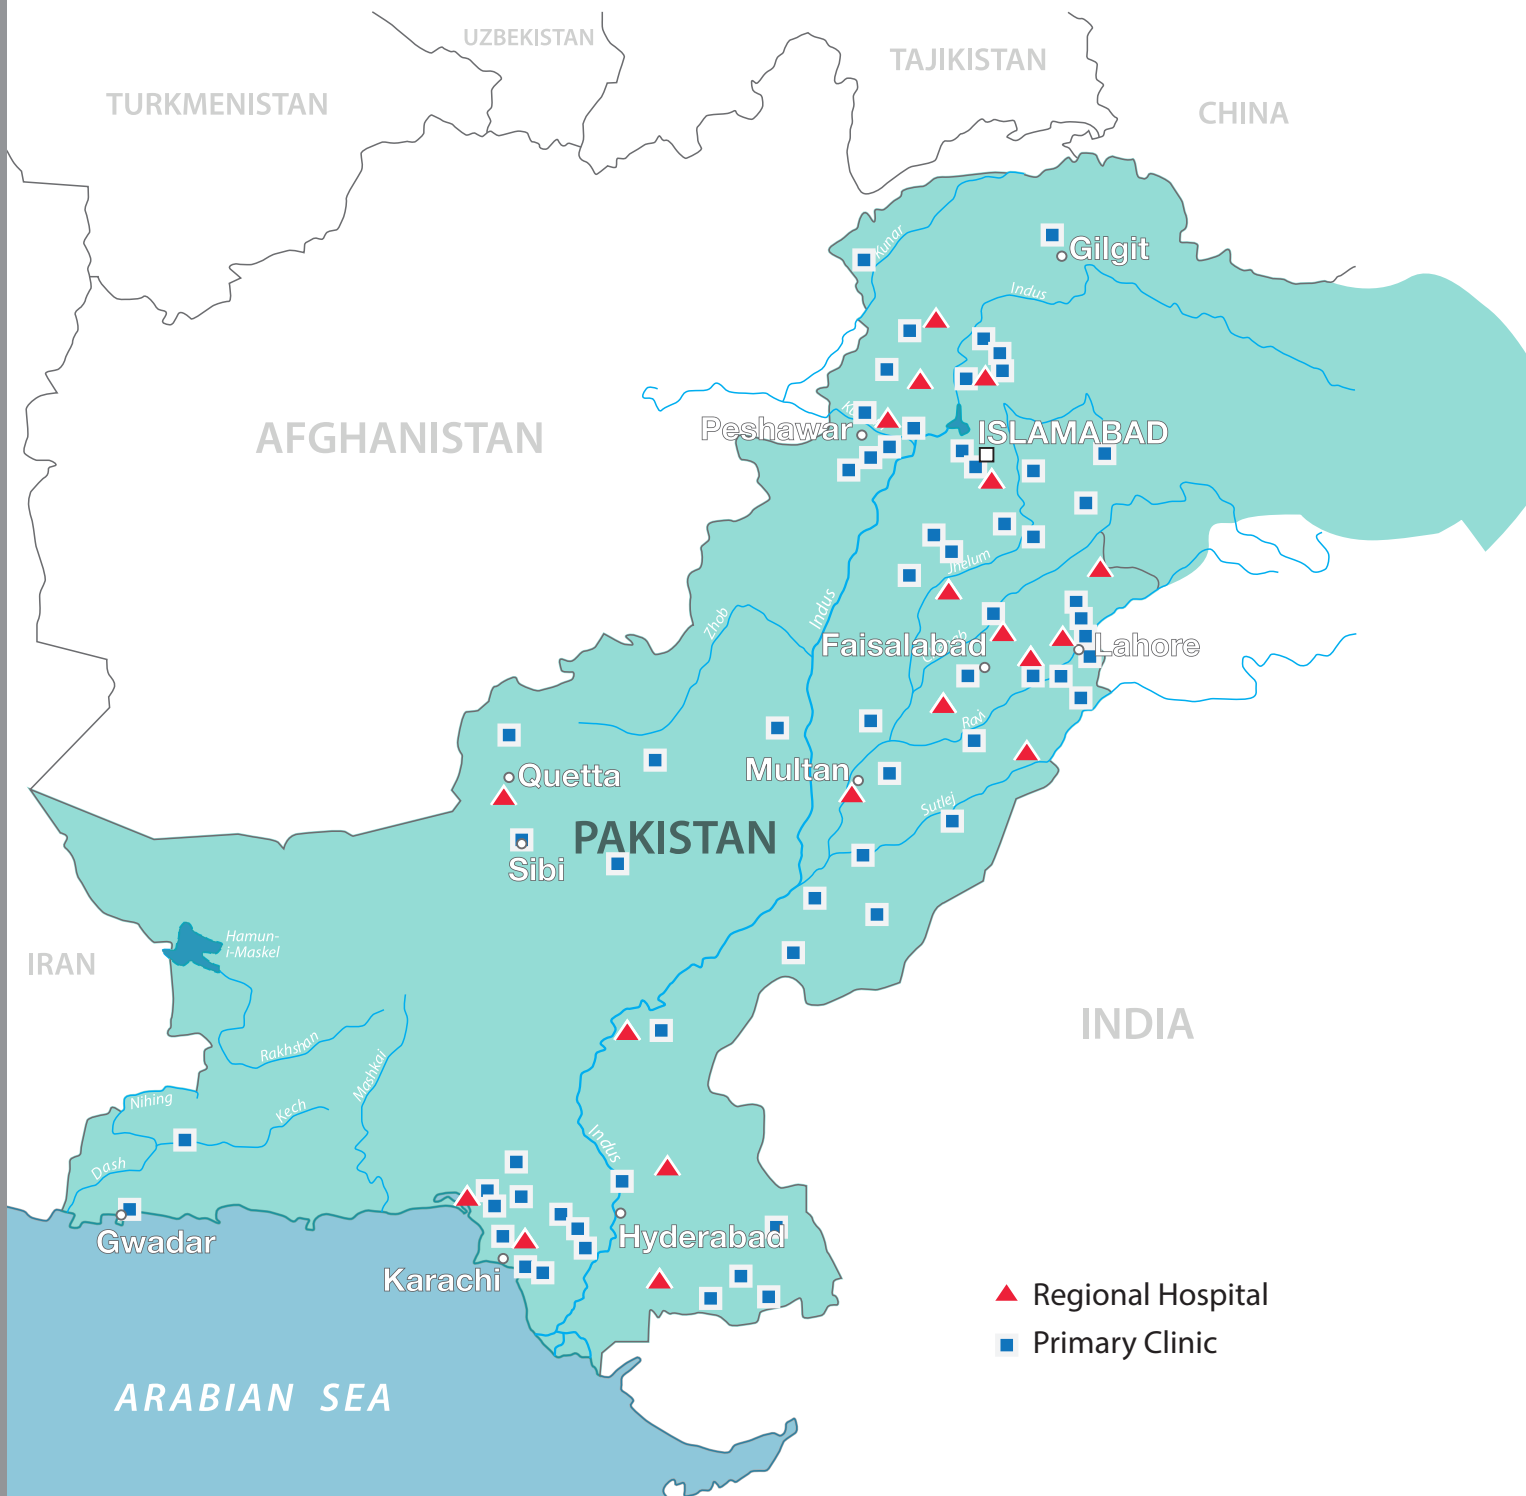 UZBEKISTAN
TAJIKISTAN
TURKMENISTAN
CHINA
Kunar
Gilgit
Indus
AFGHANISTAN
Peshawar
ISLAMABAD
Jhelum
Zhob
Indus
Faisalabad
Lahore
Ravi
Quetta
Multan
Sutlej
PAKISTAN
Sibi
Hamun-
i-Maskel
IRAN
INDIA
Rakhshan
Mashkai
Nihing
Kech
Indus
Dash
Gwadar
Hyderabad
Karachi
Regional Hospital
Primary Clinic
ARABIAN SEA